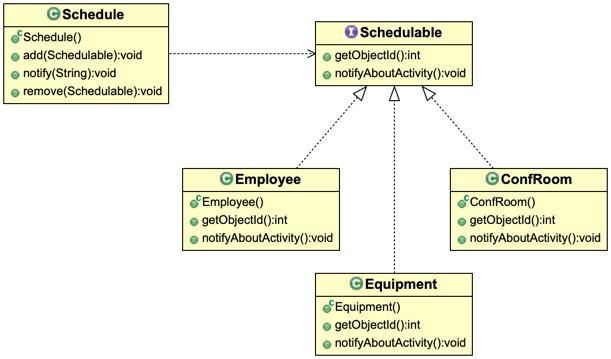 Schedule
Schedule()
add(Schedulable):void
notify(String):void
remove(Schedulable):void
Schedulable
getObjectId():int
notifyAboutActivity():void
Employee
Employee()
getObjectId():int
notifyAboutActivity():void
ConfRoom
ConfRoom()
getObjectId():int
notifyAboutActivity():void
Equipment
Equipment()
getObjectId():int
notifyAboutActivity():void